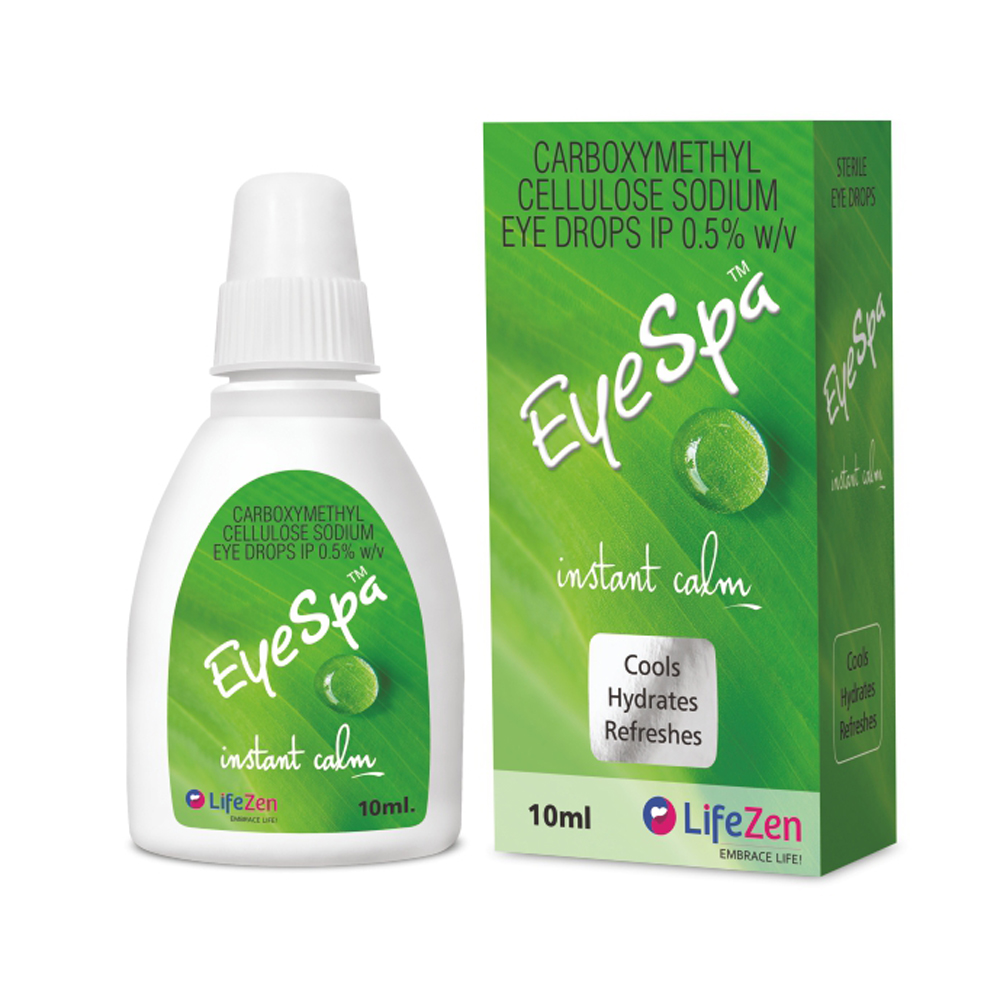 CARBOXYMETHYL
CELLULOSE SODIUM
EYE DROPS IP 0.5% w/v
EyeSpa™
instant calm
LifeZen
EMBRACE LIFE!
10ml.
CARBOXYMETHYL
CELLULOSE SODIUM
EYE DROPS IP 0.5% w/v
EyeSpa™
instant calm
Cools
Hydrates
Refreshes
10ml
LifeZen
EMBRACE LIFE!
STERILE
EYE DROPS
EyeSpa
instant calm
Cools
Hydrates
Refreshes